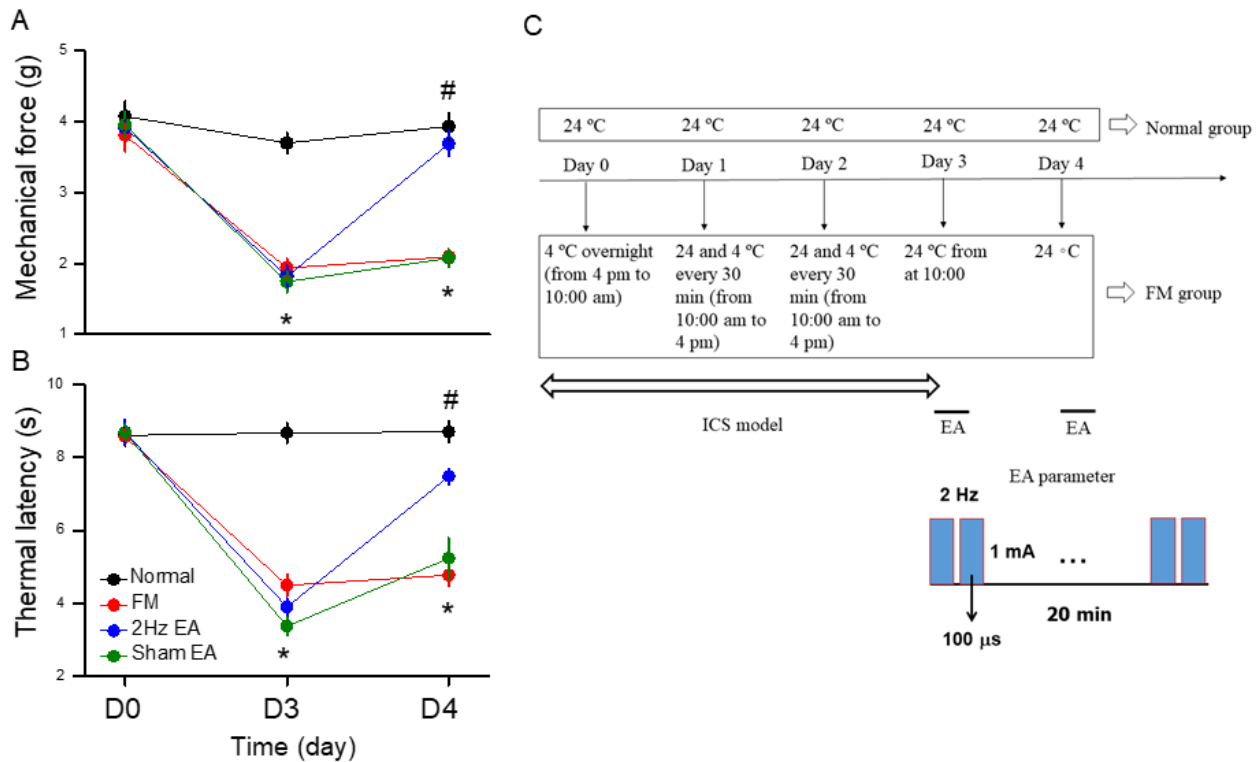 A
Mechanical force (g)
5
4
3
2
1
#
*
*
B
Thermal latency (s)
10
8
6
4
2
#
*
*
Normal
FM
2Hz EA
Sham EA
D0 D3 D4
Time (day)
C
24 ºC 24 ºC 24 ºC 24 ºC 24 ºC
Normal group
Day 0 Day 1 Day 2 Day 3 Day 4
4 ºC overnight
(from 4 pm to
10:00 am)
24 and 4 ºC
every 30
min (from
10:00 am to
4 pm)
24 and 4 ºC
every 30
min (from
10:00 am to
4 pm)
24 ºC from
at 10:00
24 ◦C
FM group
ICS model
EA EA
EA parameter
2 Hz
1 mA
...
20 min
100 µs